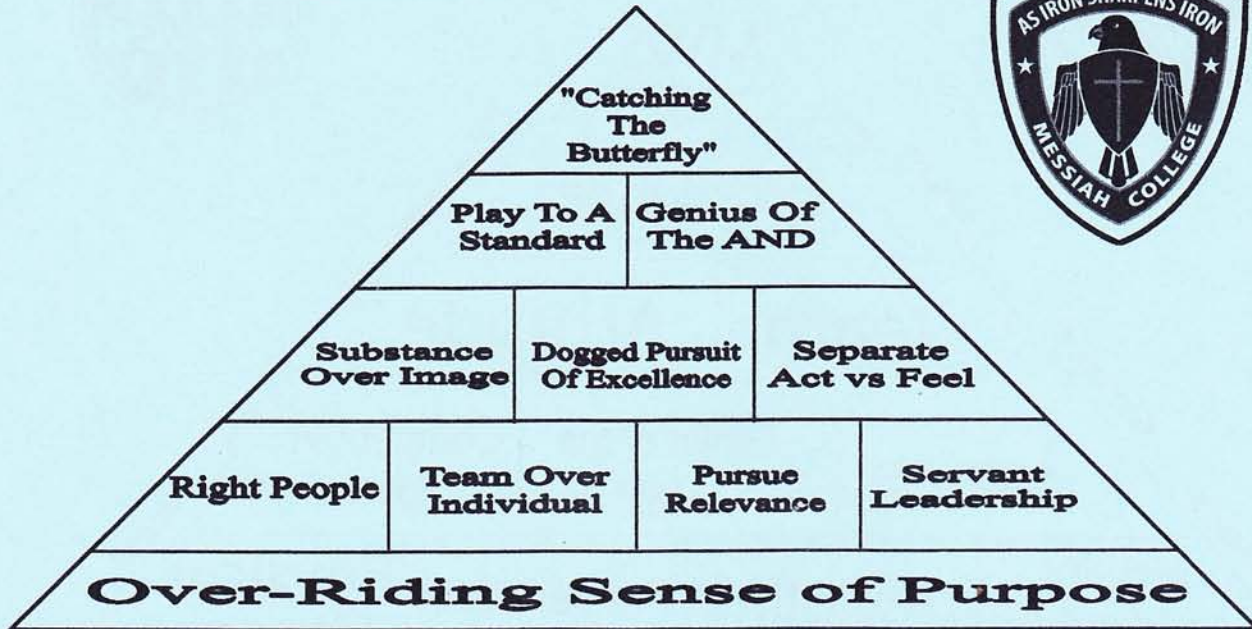 AS IRON SHARPENS IRON
MESSIAH COLLEGE
"Catching
The
Butterfly"
Play To A
Standard
Genius Of
The AND
Substance
Over Image
Dogged Pursuit
Of Excellence
Separate
Act vs Feel
Right People
Team Over
Individual
Pursue
Relevance
Servant
Leadership
Over-Riding Sense of Purpose